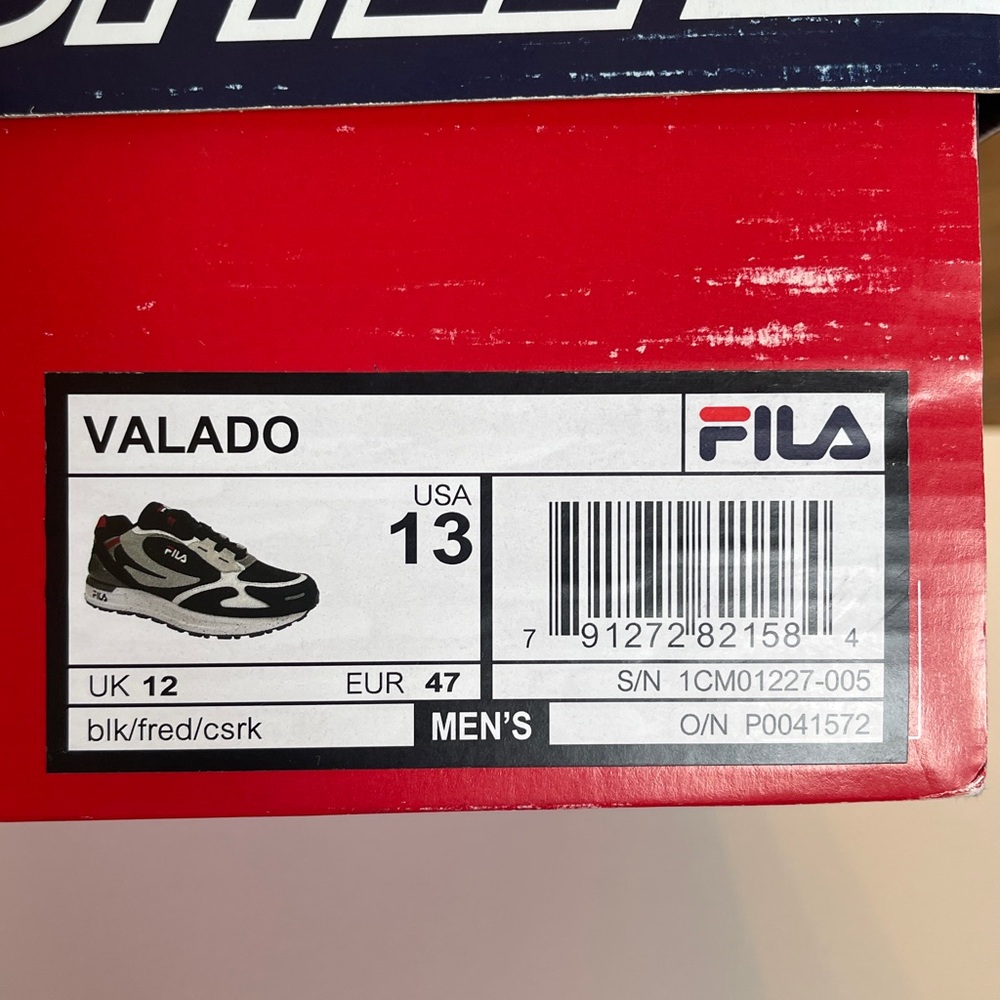 VALADO
FILA
USA
13
FILA
FILA
7 91272 82158 4
UK 12 EUR 47
S/N 1CM01227-005
blk/fred/csrk
MEN'S
O/N P0041572